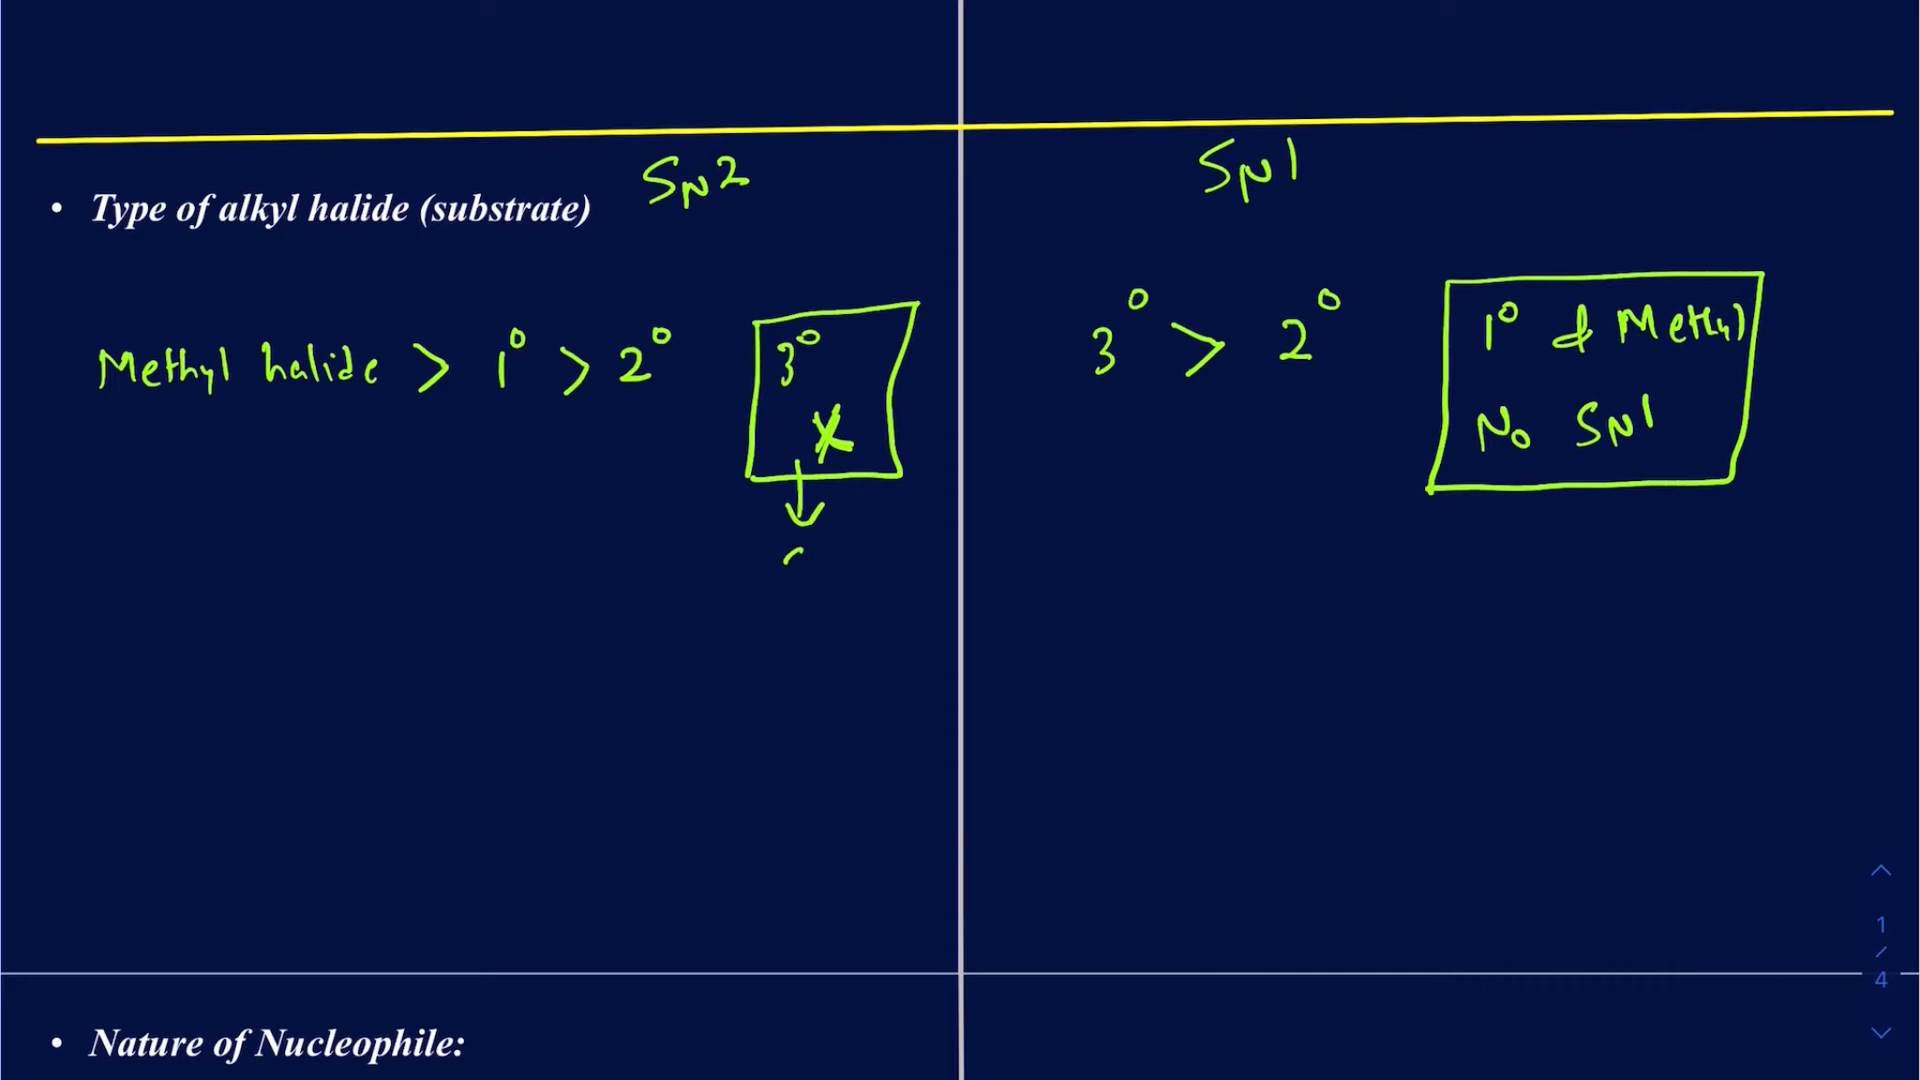 SN2
SN1
• Type of alkyl halide (substrate)
Methyl halide > 1° > 2°
3°
3° > 2°
1° & Methyl
No SN1
1
/
4
• Nature of Nucleophile: